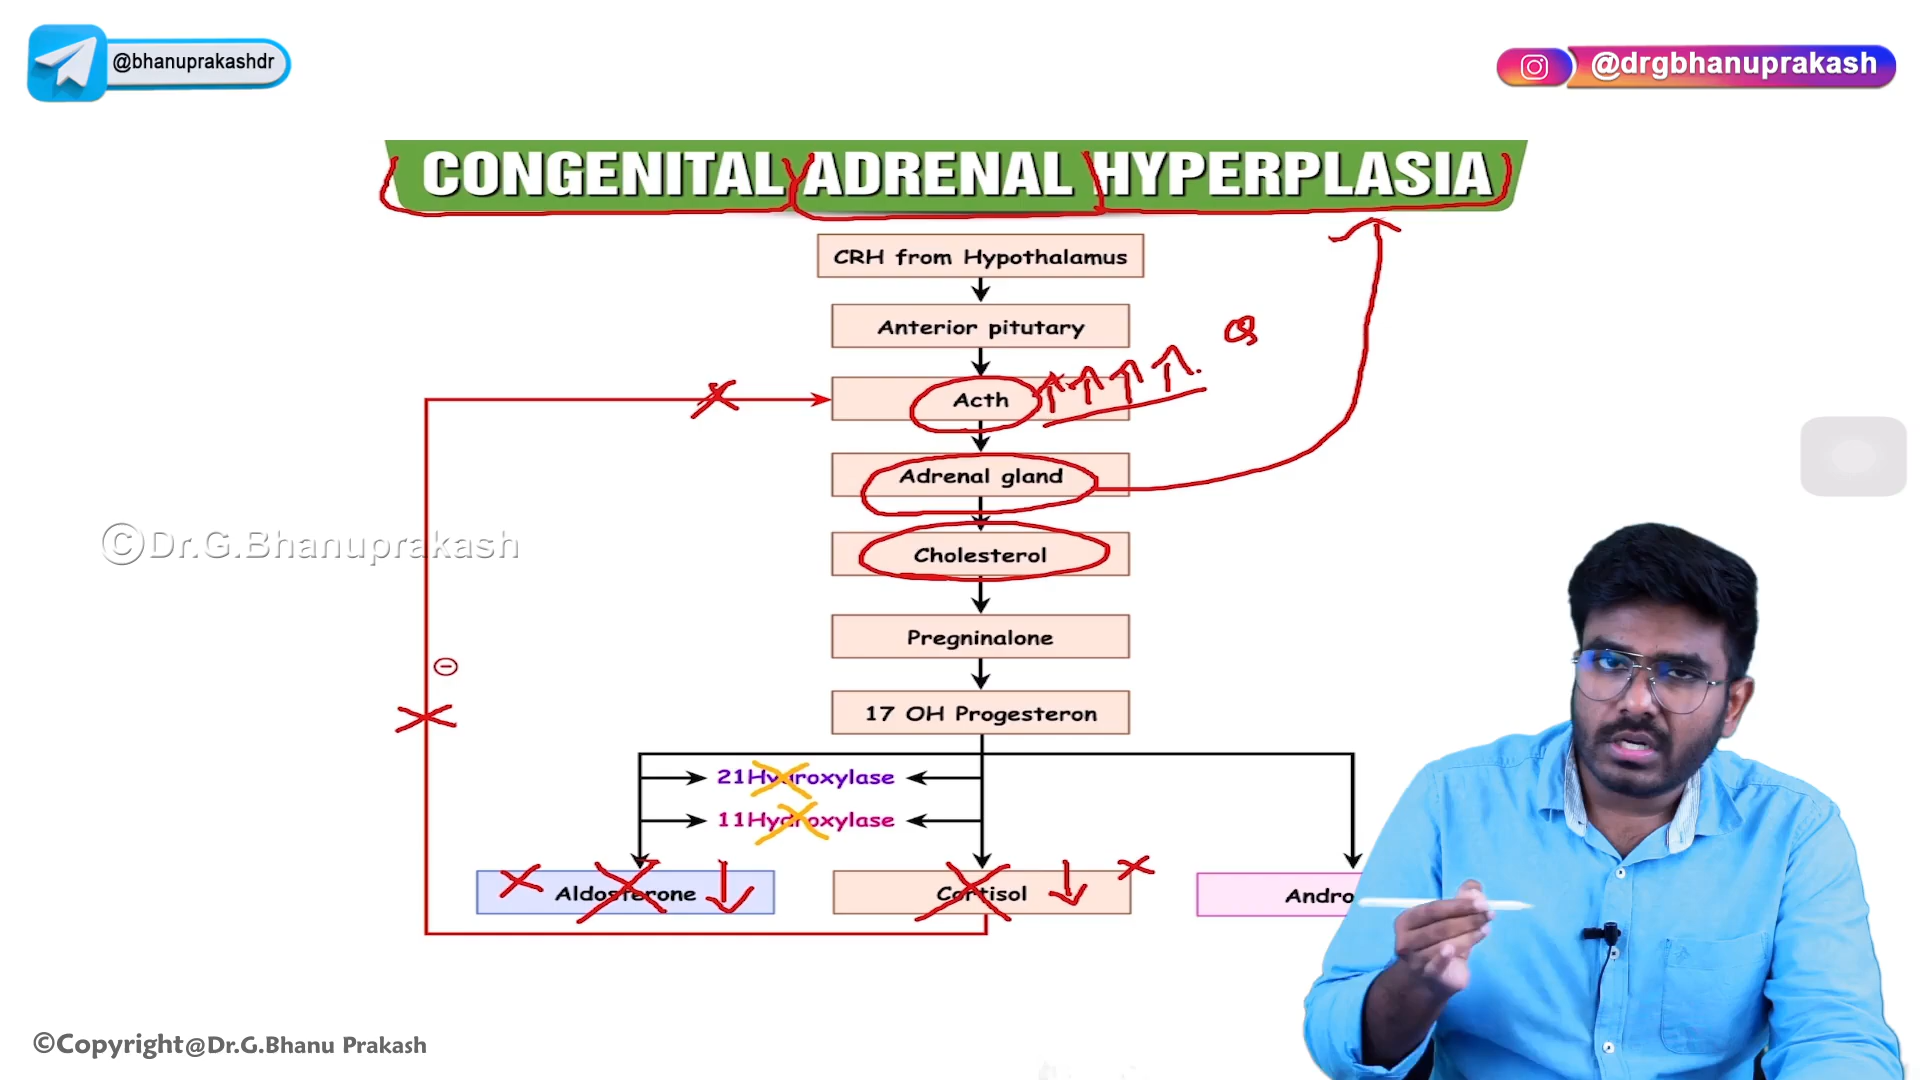 @bhanuprakashdr
@drgbhanuprakash
CONGENITAL ADRENAL HYPERPLASIA
CRH from Hypothalamus
Anterior pitutary
Acth
Adrenal gland
Cholesterol
©Dr.G.Bhanuprakash
Pregninalone
17 OH Progesteron
21Hydroxylase
11Hydroxylase
Aldosterone
Cortisol
Andro
©Copyright@Dr.G.Bhanu Prakash